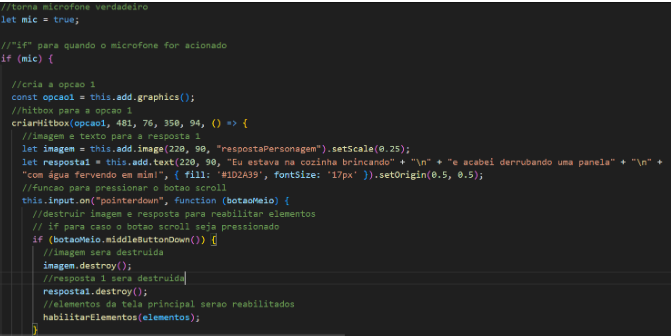 //torna microfone verdadeiro
let mic = true;
//"if" para quando o microfone for acionado
if (mic) {
//cria a opcao 1
const opcao1 = this.add.graphics();
//hitbox para a opcao 1
criarHitbox(opcao1, 481, 76, 350, 94, () => {
//imagem e texto para a resposta 1
let imagem = this.add.image(220, 90, "respostaPersonagem").setScale(0.25);
let resposta1 = this.add.text(220, 90, "Eu estava na cozinha brincando" + "\n" + "e acabei derrubando uma panela" + "\n" +
"com água fervendo em mim!", { fill: '#1D2A39', fontSize: '17px' }).setOrigin(0.5, 0.5);
//funcao para pressionar o botao scroll
this.input.on("pointerdown", function (botaoMeio) {
//destruir imagem e resposta para reabilitar elementos
// if para caso o botao scroll seja pressionado
if (botaoMeio.middleButtonDown()) {
//imagem sera destruida
imagem.destroy();
//resposta 1 sera destruida
resposta1.destroy();
//elementos da tela principal serao reabilitados
habilitarElementos(elementos);
}